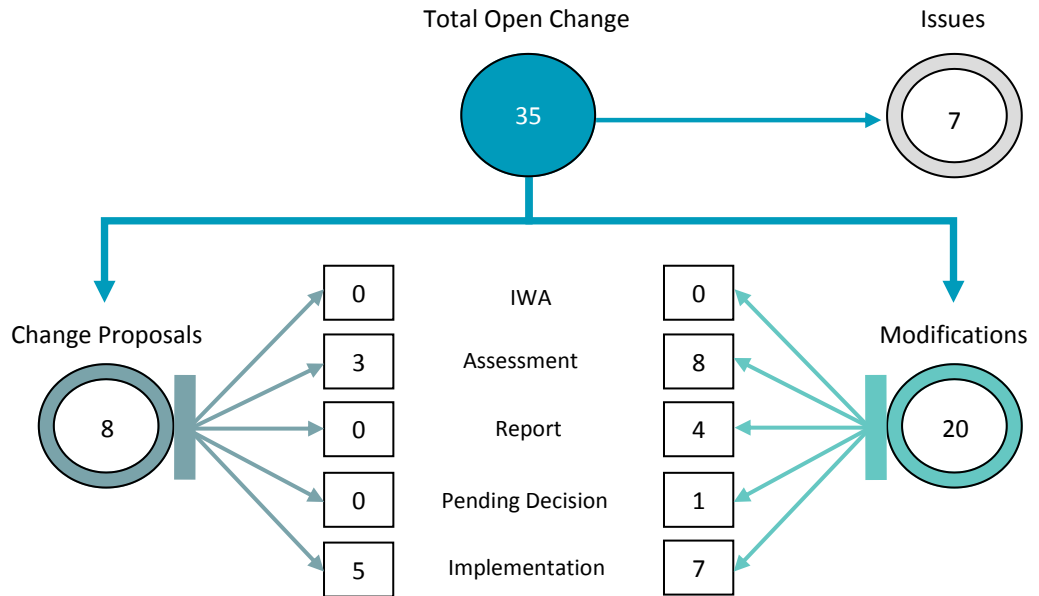 Total Open Change
Issues
35
7
0
IWA
0
Change Proposals
Modifications
3
Assessment
8
8
0
Report
4
20
0
Pending Decision
1
5
Implementation
7